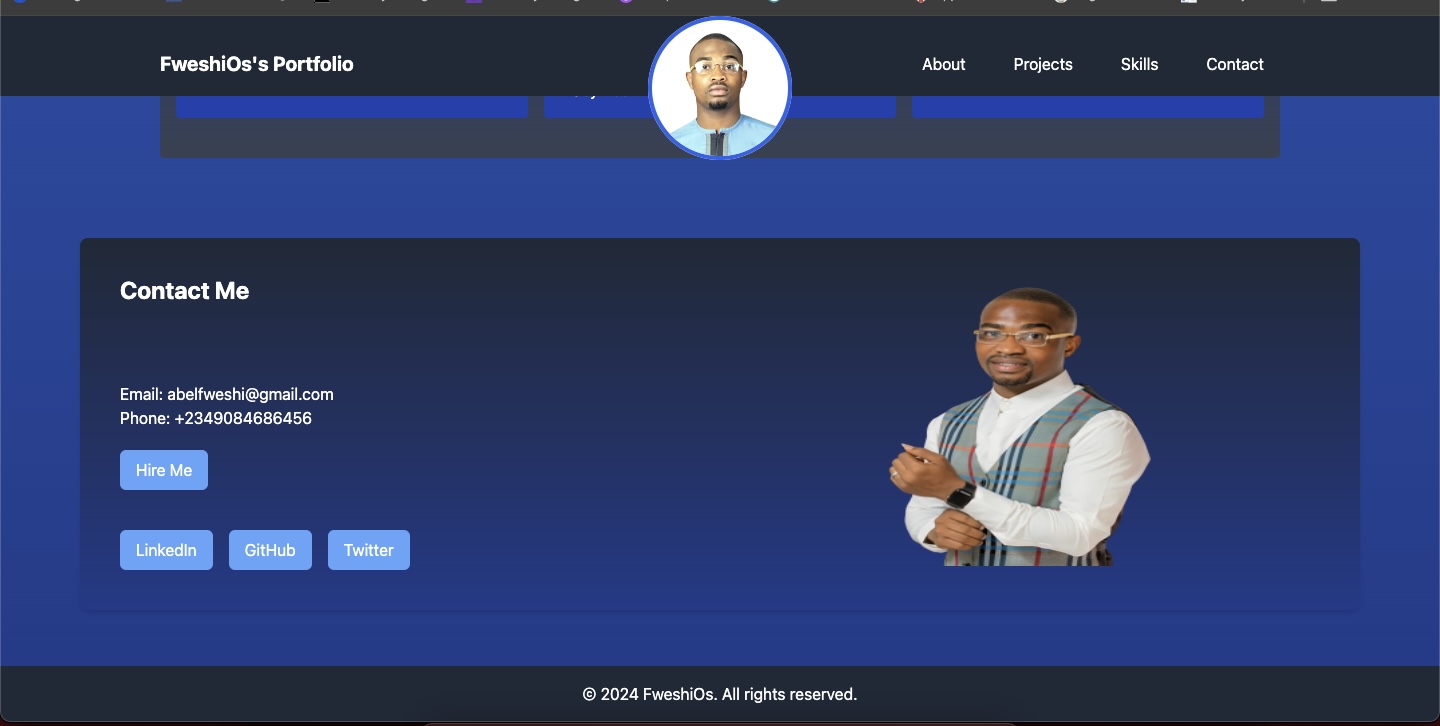 FweshiOs's Portfolio
About
Projects
Skills
Contact
Contact Me
Email: abelfweshi@gmail.com
Phone: +2349084686456
Hire Me
LinkedIn
GitHub
Twitter
© 2024 FweshiOs. All rights reserved.